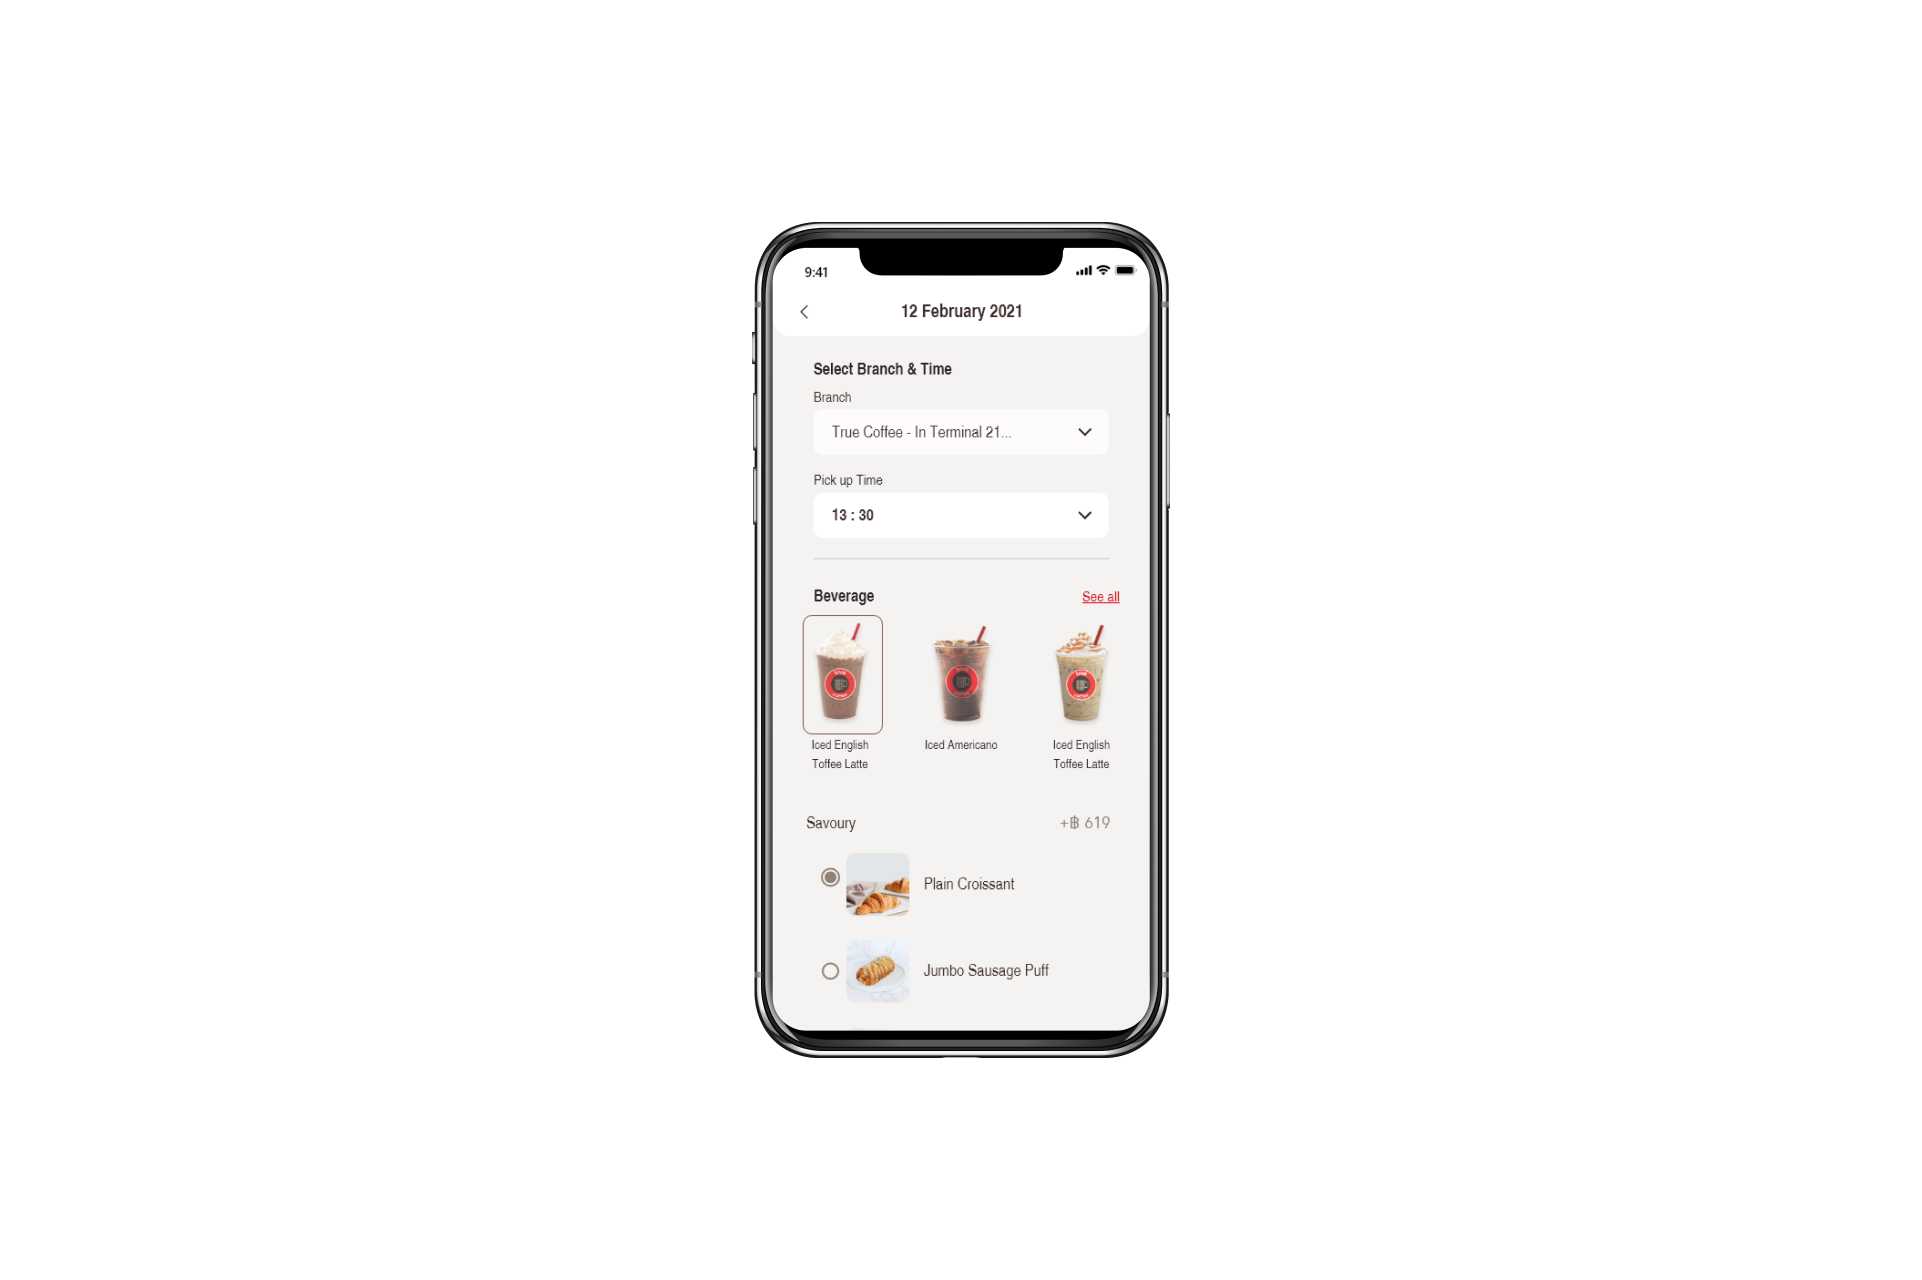 9:41
12 February 2021
Select Branch & Time
Branch
True Coffee - In Terminal 21...
Pick up Time
13 : 30
Beverage
See all
Iced English
Toffee Latte
Iced Americano
Iced English
Toffee Latte
Savoury
+฿ 619
Plain Croissant
Jumbo Sausage Puff